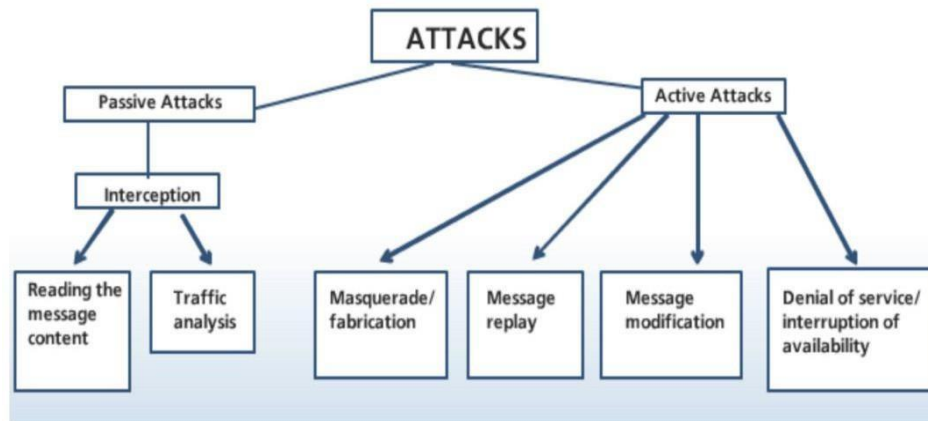 ATTACKS
Passive Attacks
Active Attacks
Interception
Reading the
message
content
Traffic
analysis
Masquerade/
fabrication
Message
replay
Message
modification
Denial of service/
interruption of
availability